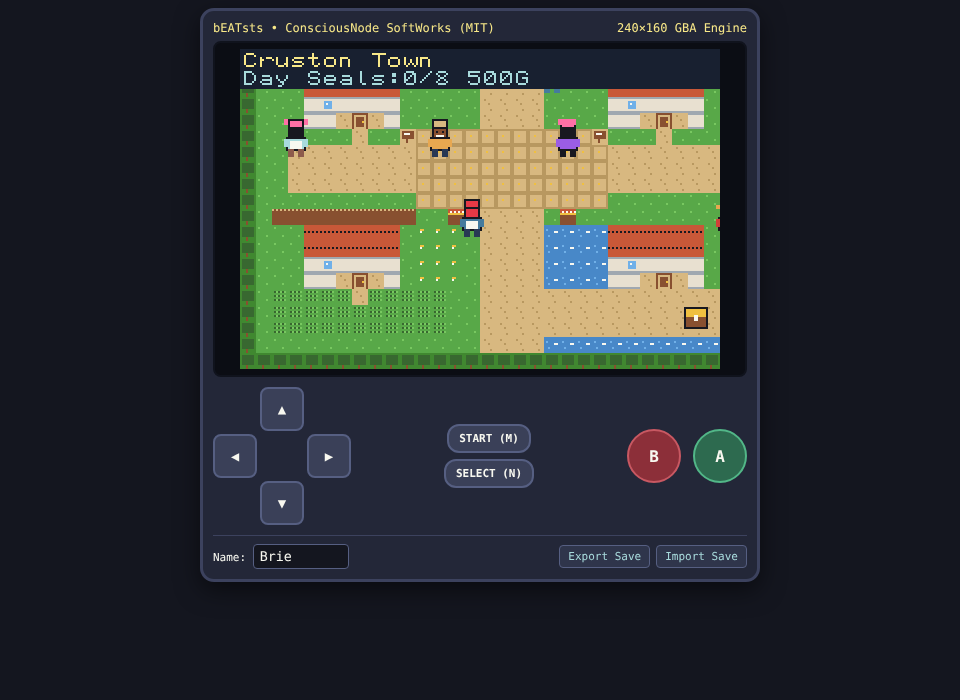 bEATsts • ConsciousNode SoftWorks (MIT)
240×160 GBA Engine
Cruston Town
Day Seals:0/8 500G
▲
◀
▶
▼
START (M)
SELECT (N)
B
A
Name: Brie
Export Save
Import Save